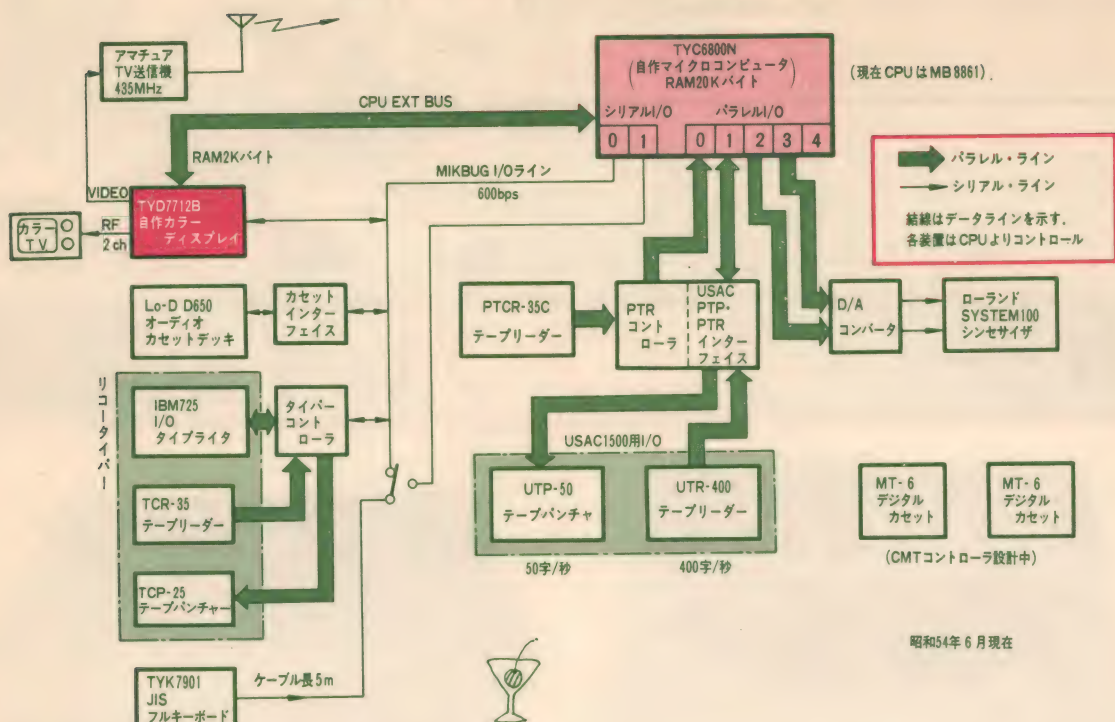 アマチュア
TV送信機
435MHz
TYC6800N
(自作マイクロコンピュータ)
RAM20Kバイト
(現在 CPUはMB8861).
シリアルI/O
パラレルI/O
0 1
0 1 2 3 4
CPU EXT BUS
RAM2Kバイト
MIKBUG I/Oライン
600bps
パラレル・ライン
シリアル・ライン
結線はデータラインを示す.
各装置はCPUよりコントロール
VIDEO
TYD7712B
自作カラー
ディスプレイ
カラー
TV
RF
2 ch
Lo-D D650
オーディオ
カセットデッキ
カセット
インター
フェイス
PTCR-35C
テープリーダー
PTR
コント
ローラ
USAC
PTP・
PTR
インター
フェイス
D/A
コンバータ
ローランド
SYSTEM100
シンセサイザ
リコータイパー
IBM725
I/O
タイプライタ
タイパー
コント
ローラ
TCR-35
テープリーダー
TCP-25
テープパンチャー
USAC1500用I/O
UTP-50
テープパンチャ
UTR-400
テープリーダー
50字/秒
400字/秒
MT-6
デジタル
カセット
MT-6
デジタル
カセット
(CMTコントローラ設計中)
昭和54年6月現在
TYK7901
JIS
フルキーボード
ケーブル長5m